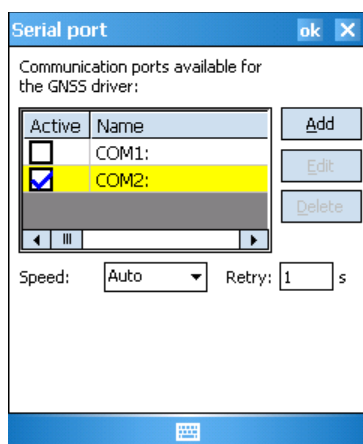 Serial port ok
Communication ports available for
the GNSS driver:
Active Name
COM1:
COM2:
Add
Edit
Delete
Speed: Auto Retry: 1 s